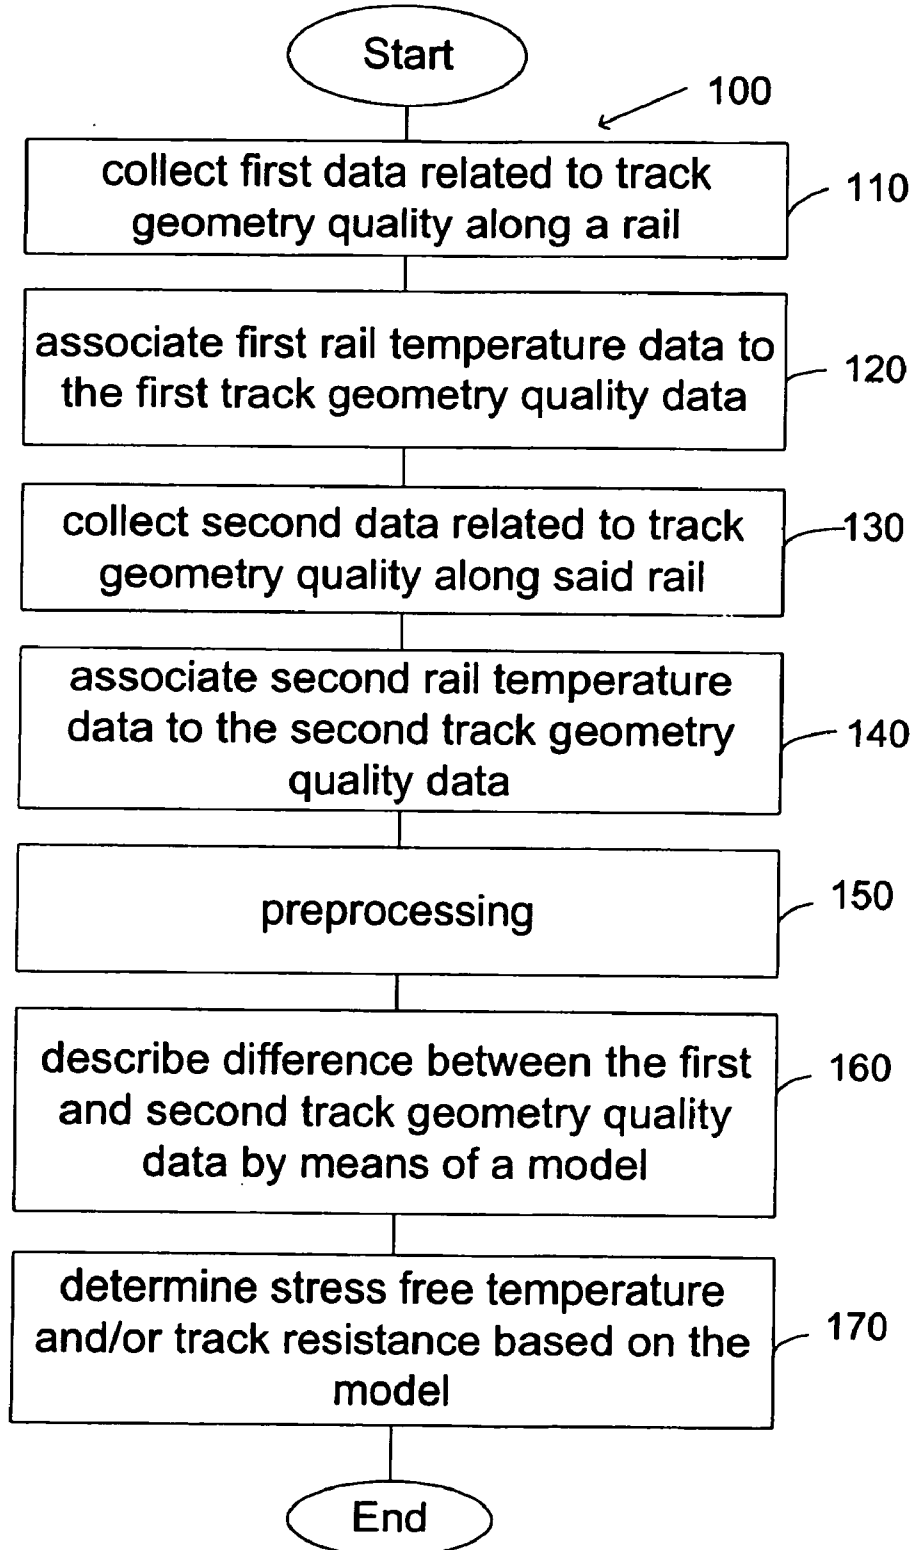 Start
100
collect first data related to track
geometry quality along a rail
110
associate first rail temperature data to
the first track geometry quality data
120
collect second data related to track
geometry quality along said rail
130
associate second rail temperature
data to the second track geometry
quality data
140
preprocessing
150
describe difference between the first
and second track geometry quality
data by means of a model
160
determine stress free temperature
and/or track resistance based on the
model
170
End